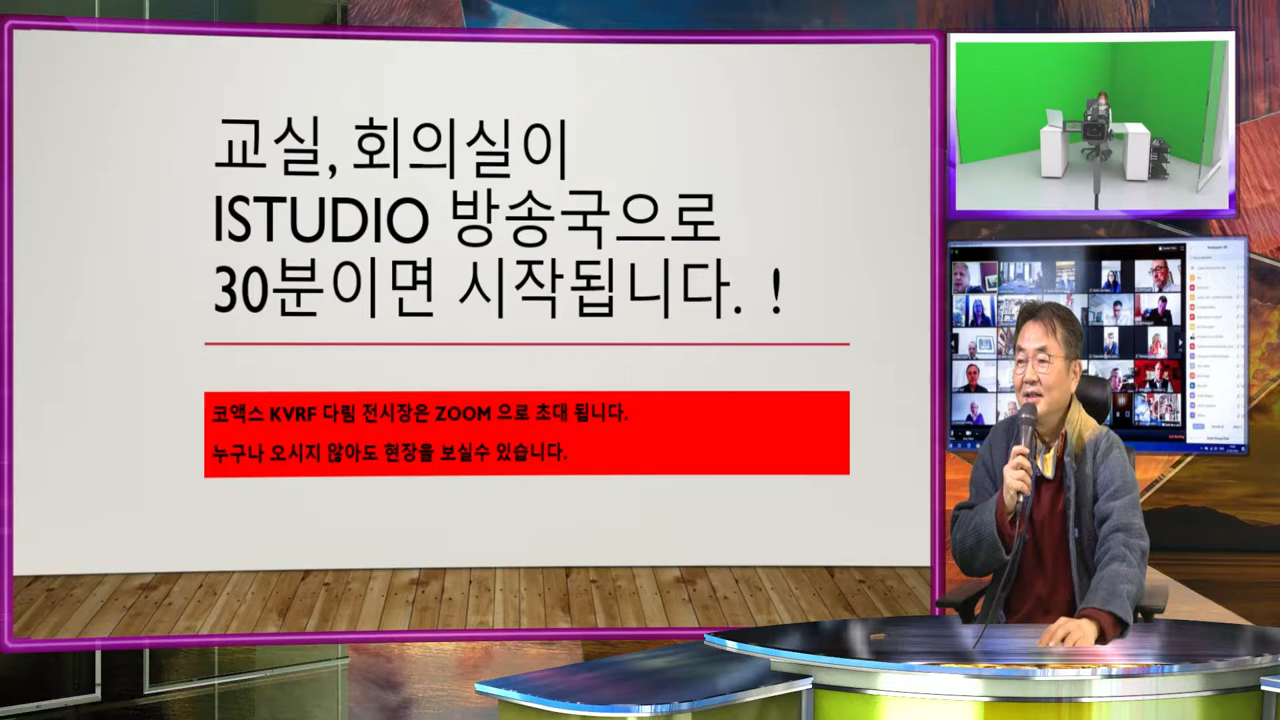 교실, 회의실이
ISTUDIO 방송국으로
30분이면 시작됩니다. !
코액스 KVRF 다림 전시장은 ZOOM 으로 초대 됩니다.
누구나 오시지 않아도 현장을 보실수 있습니다.